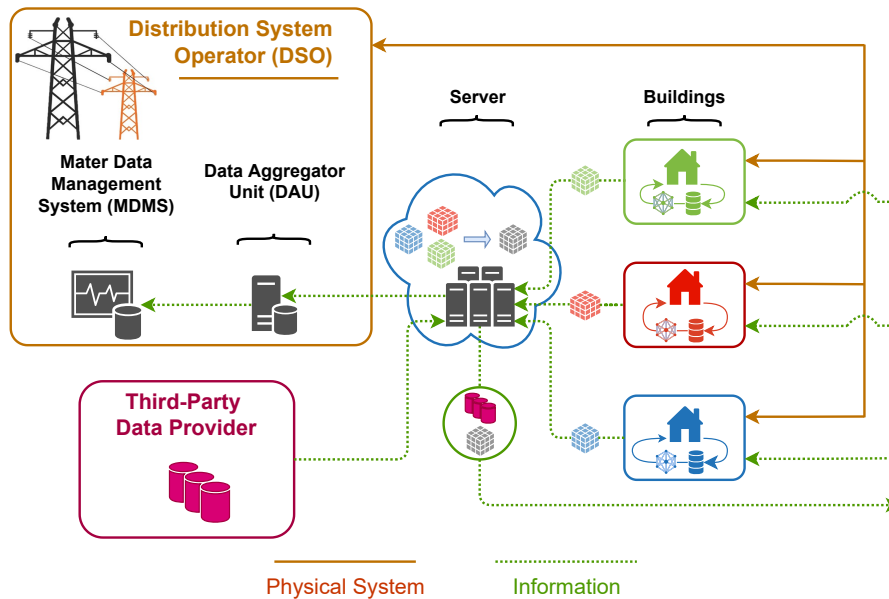 Distribution System
Operator (DSO)
Server
Buildings
Mater Data
Management
System (MDMS)
Data Aggregator
Unit (DAU)
Third-Party
Data Provider
Physical System
Information